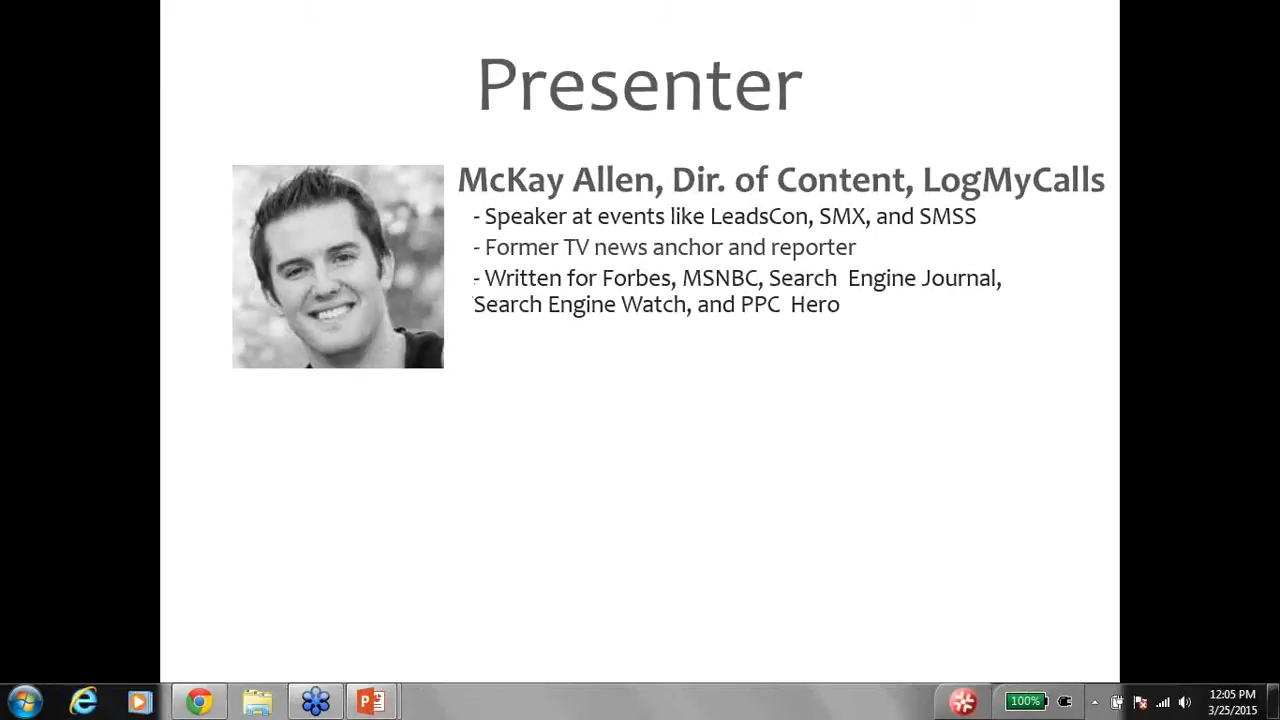 Presenter
McKay Allen, Dir. of Content, LogMyCalls
- Speaker at events like LeadsCon, SMX, and SMSS
- Former TV news anchor and reporter
- Written for Forbes, MSNBC, Search Engine Journal,
Search Engine Watch, and PPC Hero
100%
12:05 PM
3/25/2015